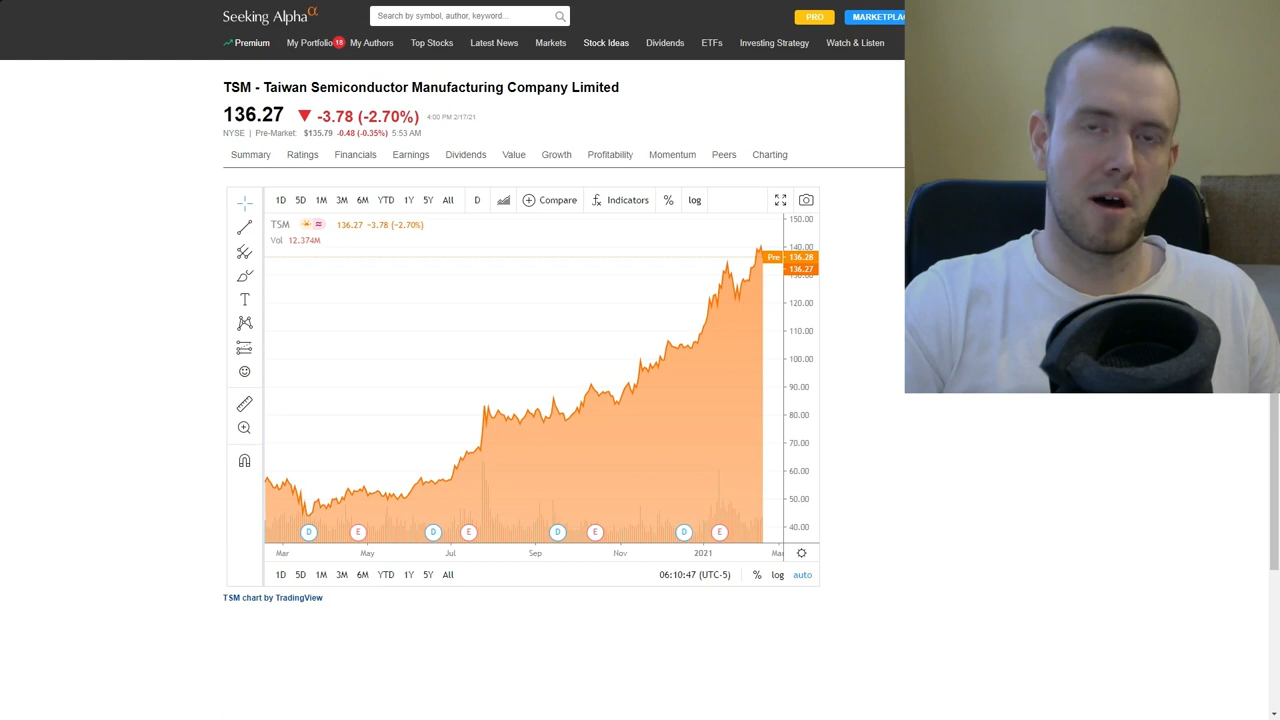 Seeking Alpha α
Search by symbol, author, keyword...
PRO
MARKETPLA
Premium My Portfolio 18 My Authors Top Stocks Latest News Markets Stock Ideas Dividends ETFs Investing Strategy Watch & Listen
TSM - Taiwan Semiconductor Manufacturing Company Limited
136.27 ▼ -3.78 (-2.70%) 4:00 PM 2/17/21
NYSE | Pre-Market: $135.79 -0.48 (-0.35%) 5:53 AM
Summary Ratings Financials Earnings Dividends Value Growth Profitability Momentum Peers Charting
1D 5D 1M 3M 6M YTD 1Y 5Y All D Compare Indicators % log
TSM 136.27 −3.78 (−2.70%)
Vol 12.374M
150.00
140.00
Pre 136.28
136.27
130.00
120.00
110.00
100.00
90.00
80.00
70.00
60.00
50.00
40.00
D E D E D E D E
Mar May Jul Sep Nov 2021 Mar
1D 5D 1M 3M 6M YTD 1Y 5Y All 06:10:47 (UTC-5) % log auto
TSM chart by TradingView